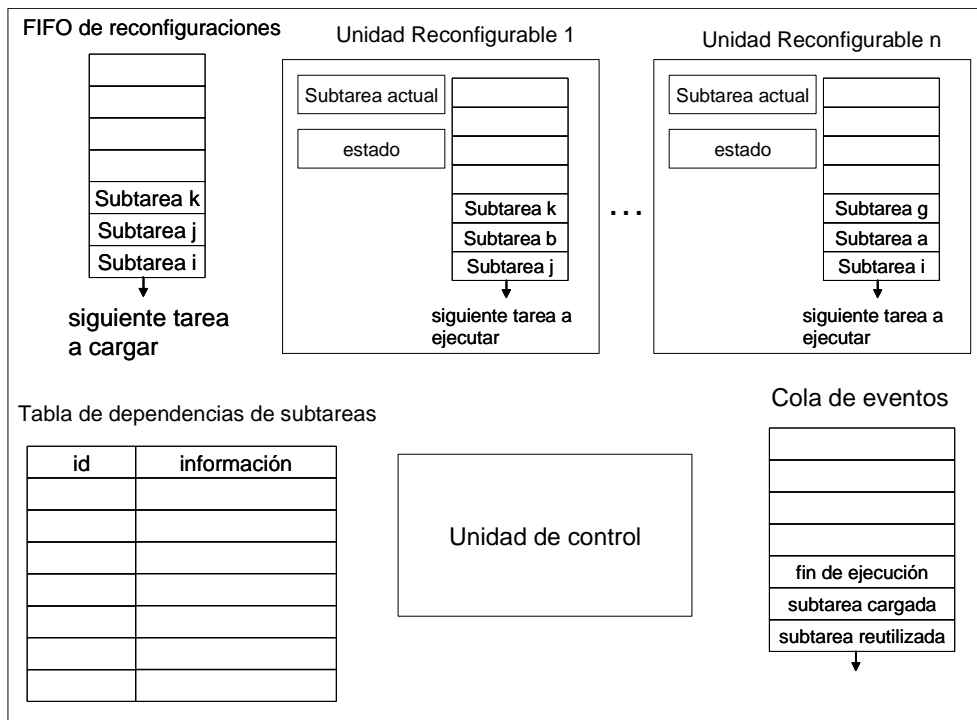 FIFO de reconfiguraciones
Subtarea k
Subtarea j
Subtarea i
siguiente tarea
a cargar
Unidad Reconfigurable 1
Subtarea actual
estado
Subtarea k
Subtarea b
Subtarea j
siguiente tarea a
ejecutar
...
Unidad Reconfigurable n
Subtarea actual
estado
Subtarea g
Subtarea a
Subtarea i
siguiente tarea a
ejecutar
Tabla de dependencias de subtareas
id información
Unidad de control
Cola de eventos
fin de ejecución
subtarea cargada
subtarea reutilizada